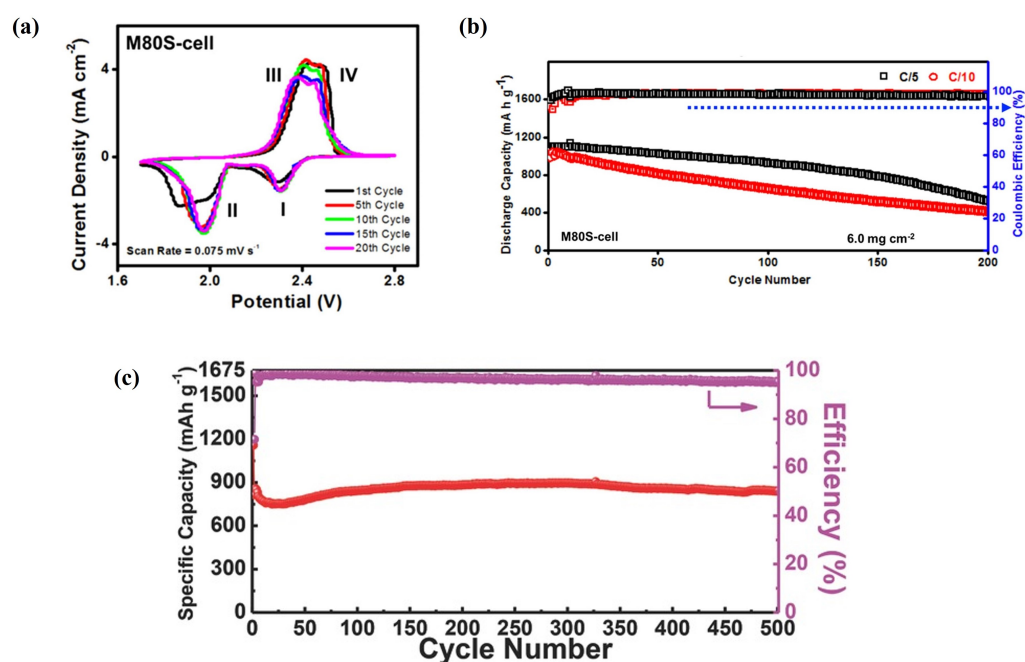 (a)
M80S-cell
III
IV
II
I
1st Cycle
5th Cycle
10th Cycle
15th Cycle
20th Cycle
Scan Rate = 0.075 mV s⁻¹
4
0
-4
Current Density (mA cm⁻²)
1.6 2.0 2.4 2.8
Potential (V)
(b)
C/5 C/10
1600
1200
800
400
0
Discharge Capacity (mA h g⁻¹)
100
80
60
40
20
0
Coulombic Efficiency (%)
M80S-cell
6.0 mg cm⁻²
0 50 100 150 200
Cycle Number
(c)
1675
1500
1200
900
600
300
0
Specific Capacity (mAh g⁻¹)
100
80
60
40
20
0
Efficiency (%)
0 50 100 150 200 250 300 350 400 450 500
Cycle Number